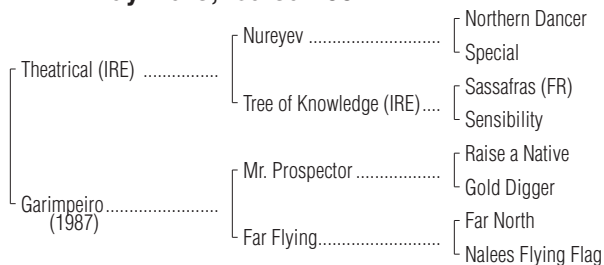 Northern Dancer
Nureyev ................................
Special
Theatrical (IRE) ..................
Sassafras (FR)
Tree of Knowledge (IRE)....
Sensibility
Raise a Native
Mr. Prospector ....................
Gold Digger
Garimpeiro...........................
(1987)
Far North
Far Flying.............................
Nalees Flying Flag